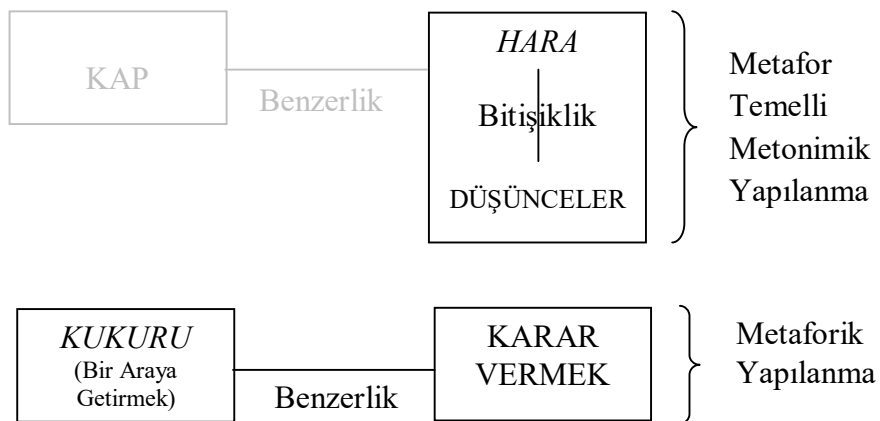 KAP
Benzerlik
HARA
Bitişiklik
DÜŞÜNCELER
Metafor
Temelli
Metonimik
Yapılanma
KUKURU
(Bir Araya
Getirmek)
Benzerlik
KARAR
VERMEK
Metaforik
Yapılanma